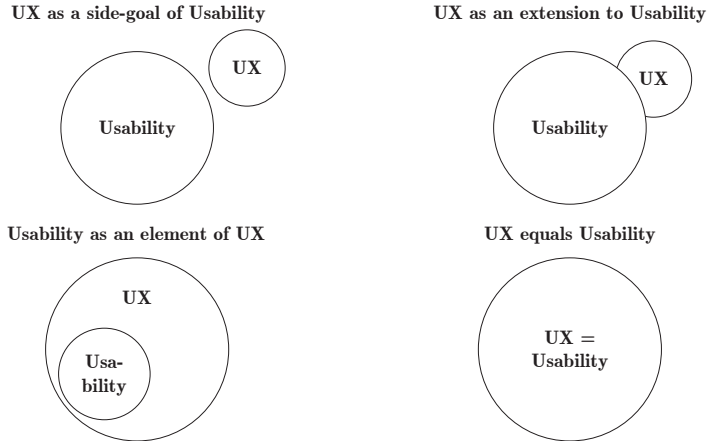 UX as a side-goal of Usability
UX
Usability
UX as an extension to Usability
UX
Usability
Usability as an element of UX
UX
Usa-
bility
UX equals Usability
UX =
Usability